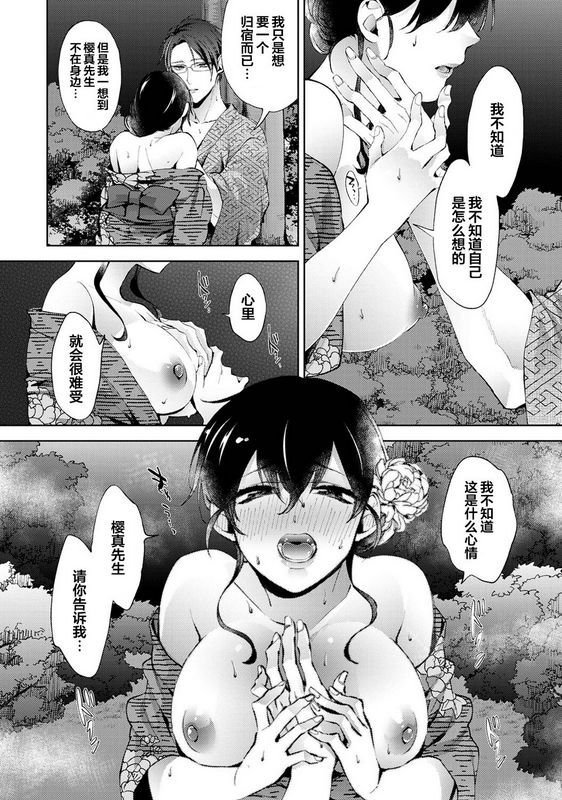 我不知道
我不知道自己
是怎么想的
我只是想
要一个
归宿而已…
但是我一想到
樱真先生
不在身边…
心里
就会很难受
我不知道
这是什么心情
樱真先生
请你告诉我…